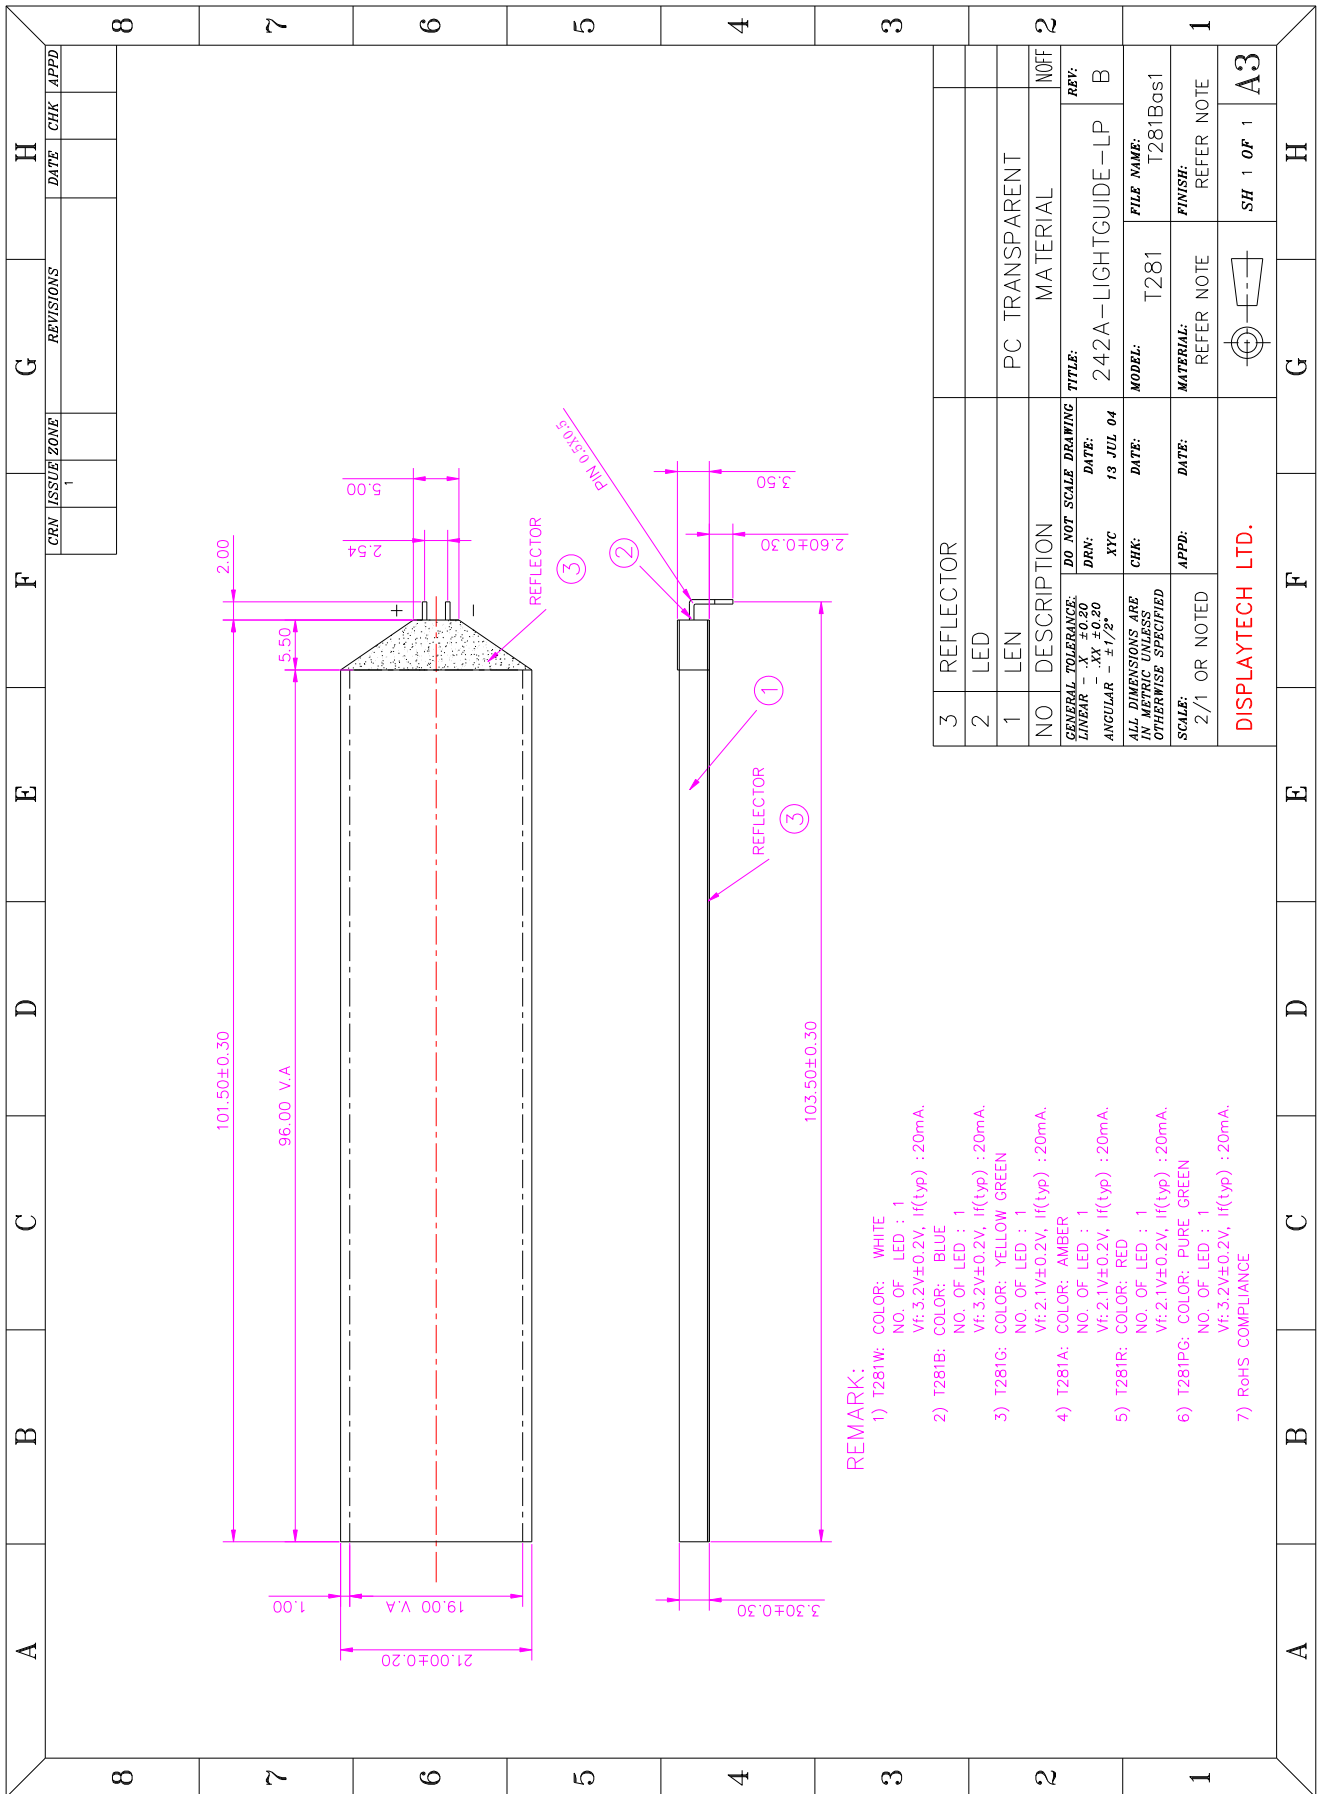 A B C D E F G H
8
7
6
5
4
3
2
1
CRN ISSUE ZONE REVISIONS DATE CHK APPD
1
101.50±0.30
2.00
96.00 V.A
5.50
1.00
19.00 V.A
21.00±0.20
5.00
2.54
+
−
REFLECTOR
3
PIN 0.5X0.5
2
3.50
2.60±0.30
1
REFLECTOR
3
3.30±0.30
103.50±0.30
REMARK:
1) T281W: COLOR: WHITE
NO. OF LED : 1
Vf: 3.2V±0.2V, If(typ) : 20mA.
2) T281B: COLOR: BLUE
NO. OF LED : 1
Vf: 3.2V±0.2V, If(typ) : 20mA.
3) T281G: COLOR: YELLOW GREEN
NO. OF LED : 1
Vf: 2.1V±0.2V, If(typ) : 20mA.
4) T281A: COLOR: AMBER
NO. OF LED : 1
Vf: 2.1V±0.2V, If(typ) : 20mA.
5) T281R: COLOR: RED
NO. OF LED : 1
Vf: 2.1V±0.2V, If(typ) : 20mA.
6) T281PG: COLOR: PURE GREEN
NO. OF LED : 1
Vf: 3.2V±0.2V, If(typ) : 20mA.
7) RoHS COMPLIANCE
3 REFLECTOR
2 LED
1 LEN PC TRANSPARENT
NO DESCRIPTION MATERIAL NOFF
GENERAL TOLERANCE:
LINEAR - .X ±0.20
- .XX ±0.20
ANGULAR - ±1/2°
ALL DIMENSIONS ARE
IN METRIC UNLESS
OTHERWISE SPECIFIED
SCALE:
2/1 OR NOTED
DO NOT SCALE DRAWING
DRN: DATE:
XYC 13 JUL 04
CHK: DATE:
APPD: DATE:
TITLE:
242A-LIGHTGUIDE-LP
REV:
B
MODEL:
T281
FILE NAME:
T281Bas1
MATERIAL:
REFER NOTE
FINISH:
REFER NOTE
DISPLAYTECH LTD.
SH 1 OF 1
A3
8
7
6
5
4
3
2
1
A B C D E F G H